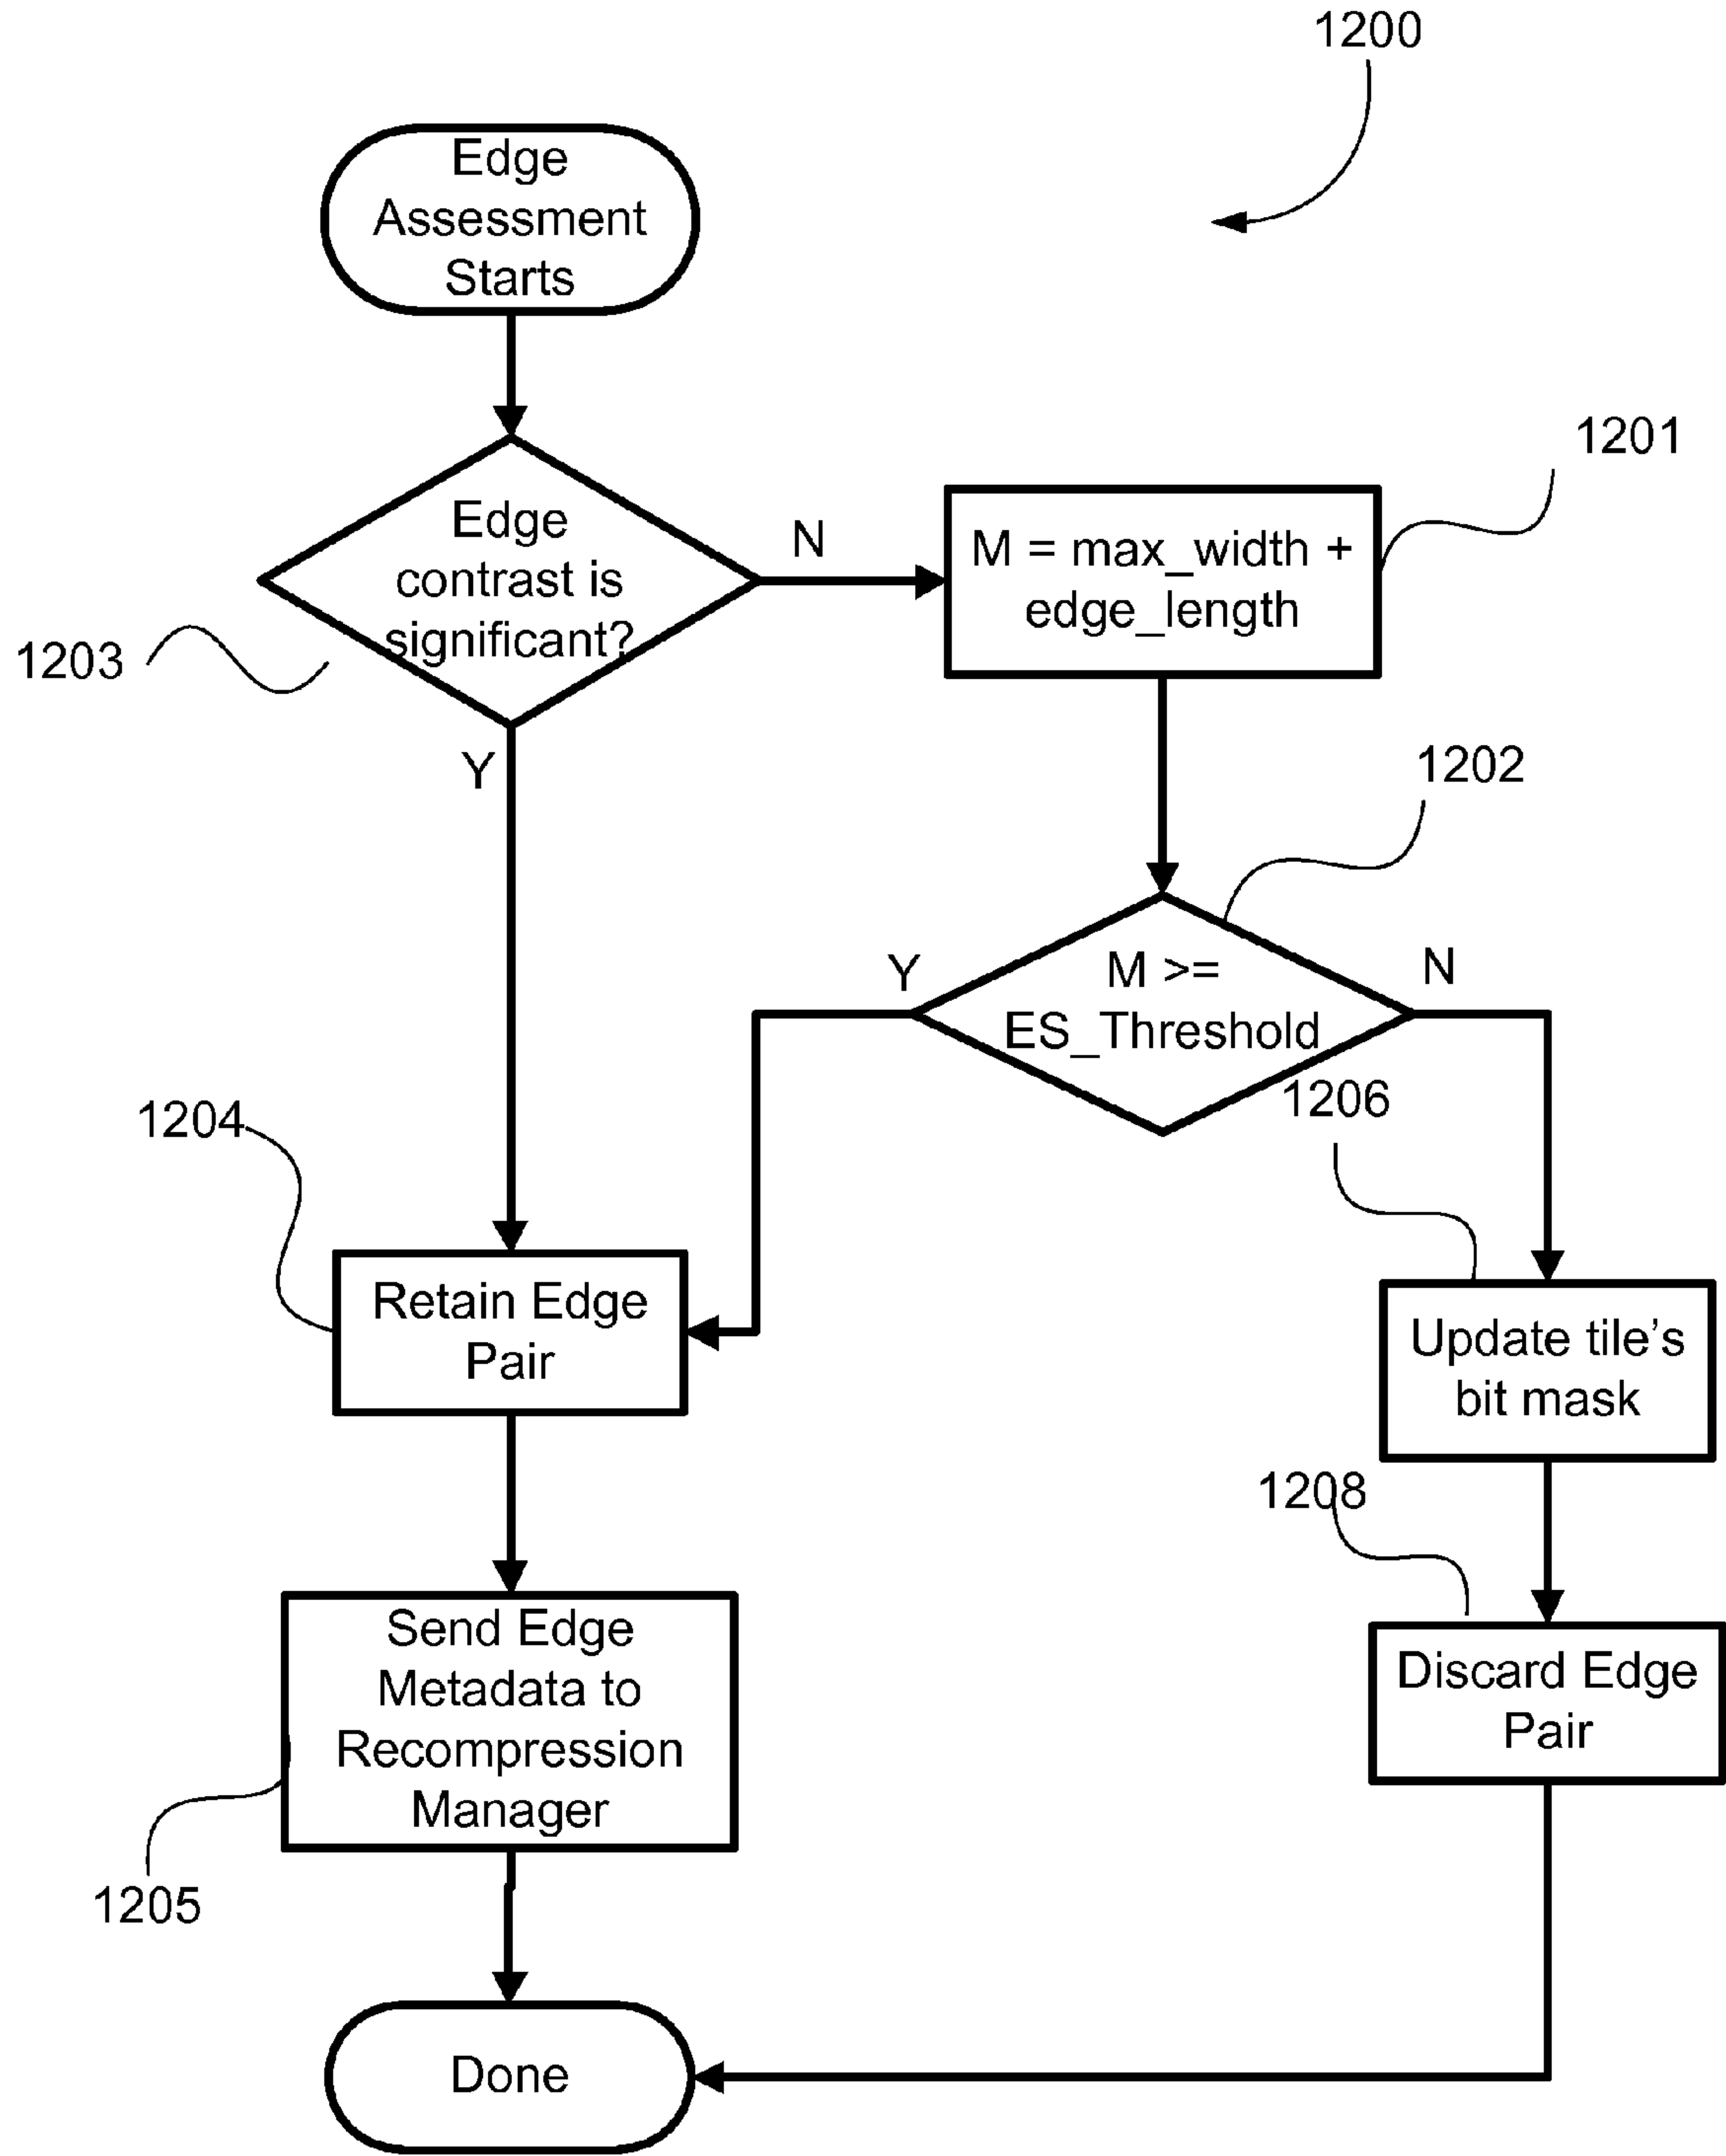 1200
Edge
Assessment
Starts
1201
Edge
contrast is
significant?
N
M = max_width +
edge_length
1203
Y
1202
Y
M >=
ES_Threshold
N
1206
1204
Retain Edge
Pair
Update tile's
bit mask
1208
Send Edge
Metadata to
Recompression
Manager
Discard Edge
Pair
1205
Done